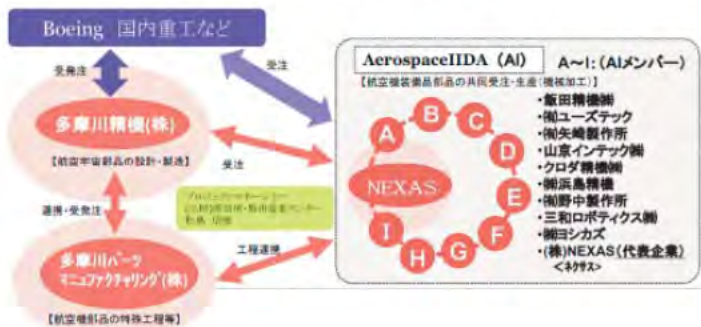 Boeing 国内重工など
受発注
受注
多摩川精機(株)
【航空宇宙部品の設計・製造】
受注
連携・受発注
工程連携
多摩川パーツ
マニュファクチャリング(株)
【航空機部品の特殊工程等】
AerospaceIIDA（AI）
A～I：(AIメンバー)
【航空機装備品部品の共同受注・生産（機械加工）】
A
B
C
D
E
F
G
H
I
NEXAS
・飯田精機㈱
・㈲ユーズテック
・㈲矢崎製作所
・山京インテック㈱
・クロダ精機㈱
・㈲浜島精機
・㈲野中製作所
・三和ロボティクス㈱
・㈱ヨシカズ
・(株)NEXAS（代表企業）
＜ネクサス＞